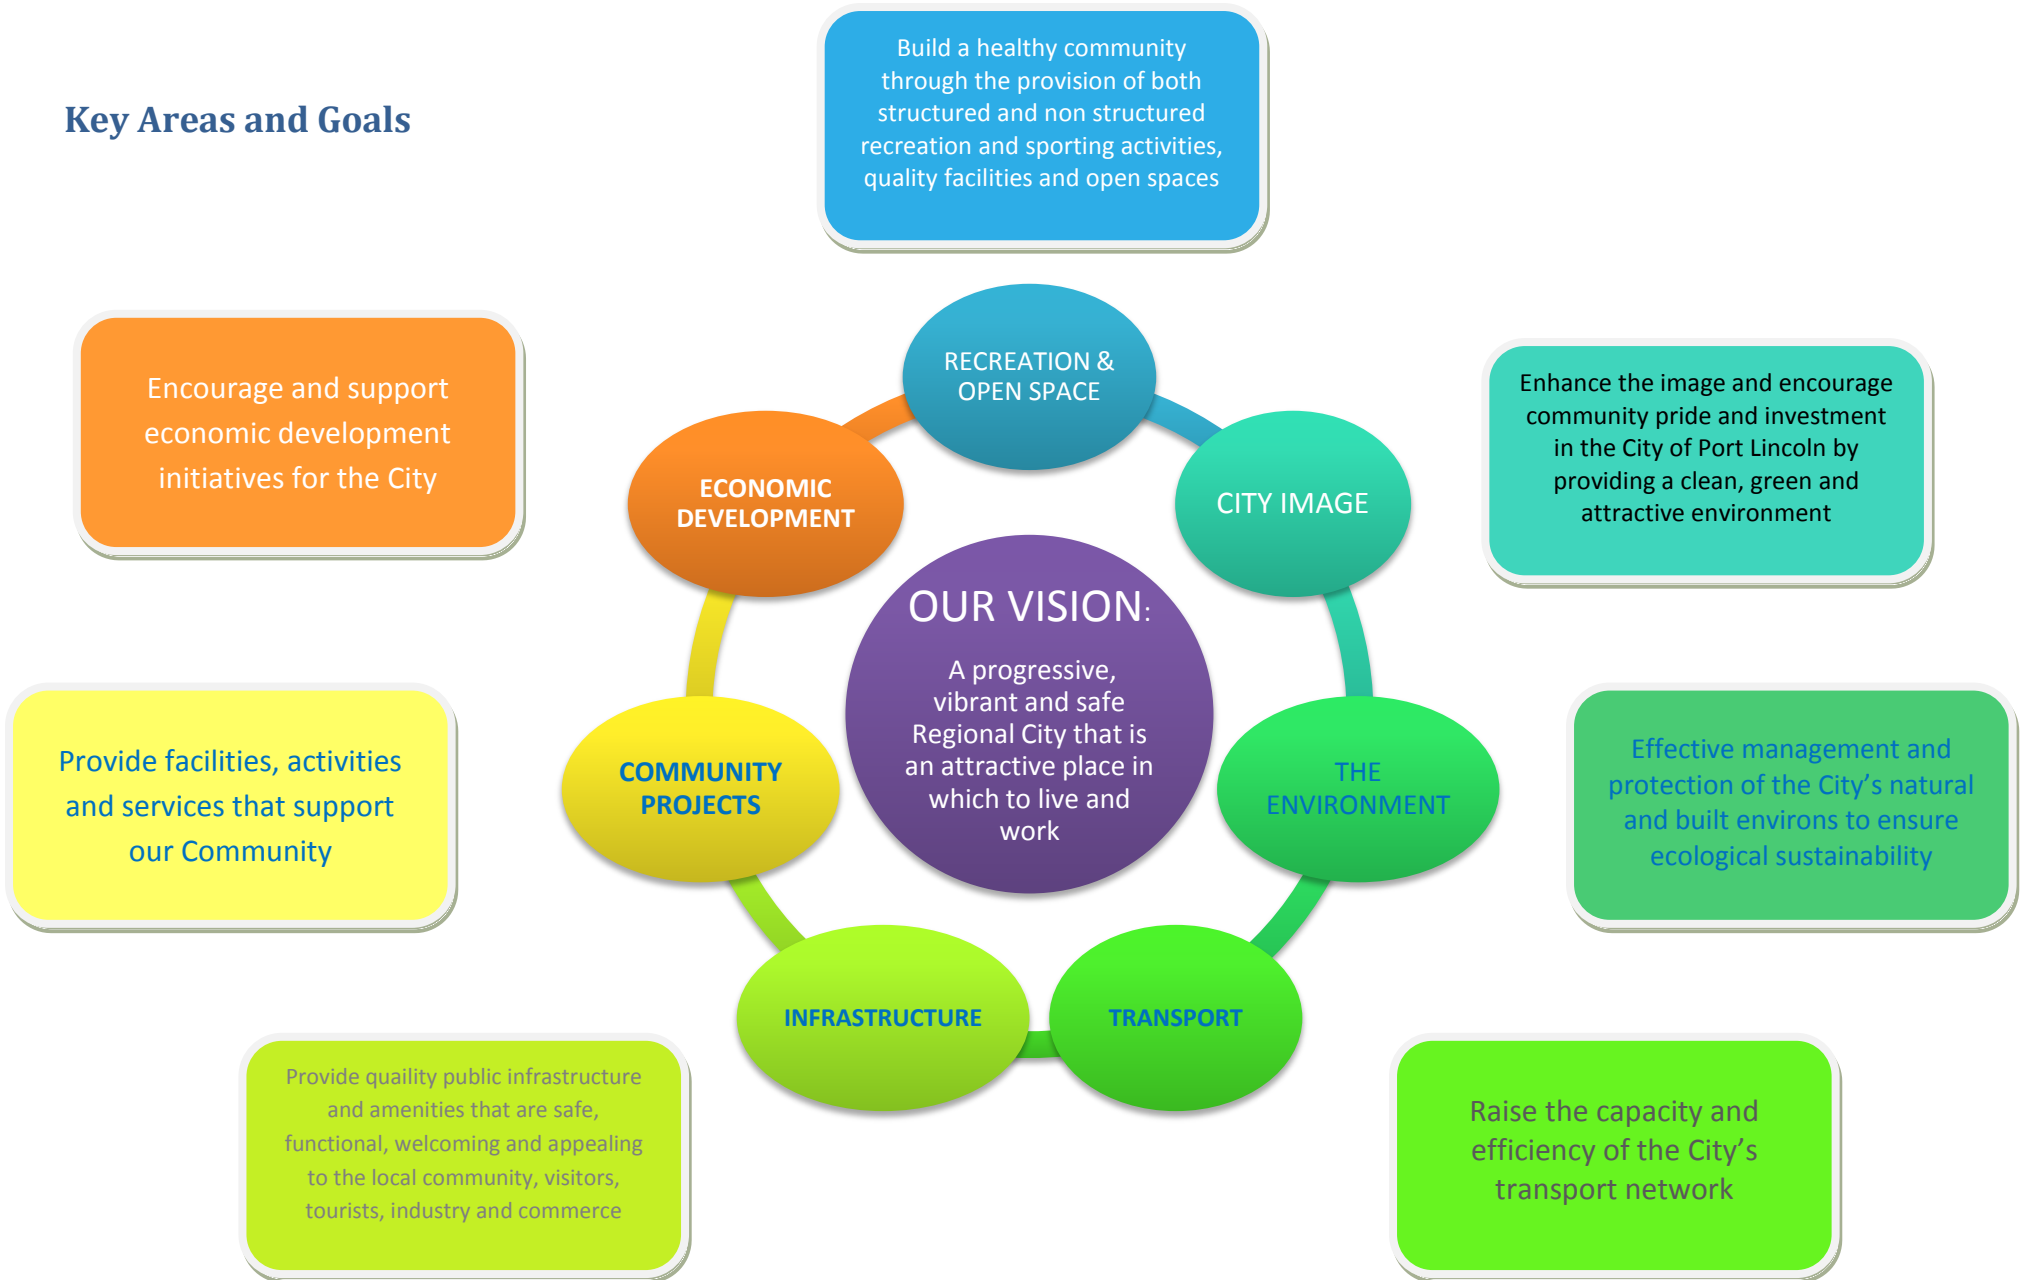 Key Areas and Goals
Build a healthy community
through the provision of both
structured and non structured
recreation and sporting activities,
quality facilities and open spaces
Encourage and support
economic development
initiatives for the City
RECREATION &
OPEN SPACE
Enhance the image and encourage
community pride and investment
in the City of Port Lincoln by
providing a clean, green and
attractive environment
ECONOMIC
DEVELOPMENT
CITY IMAGE
OUR VISION:
A progressive,
vibrant and safe
Regional City that is
an attractive place in
which to live and
work
Provide facilities, activities
and services that support
our Community
COMMUNITY
PROJECTS
THE
ENVIRONMENT
Effective management and
protection of the City’s natural
and built environs to ensure
ecological sustainability
INFRASTRUCTURE
TRANSPORT
Provide quaility public infrastructure
and amenities that are safe,
functional, welcoming and appealing
to the local community, visitors,
tourists, industry and commerce
Raise the capacity and
efficiency of the City’s
transport network